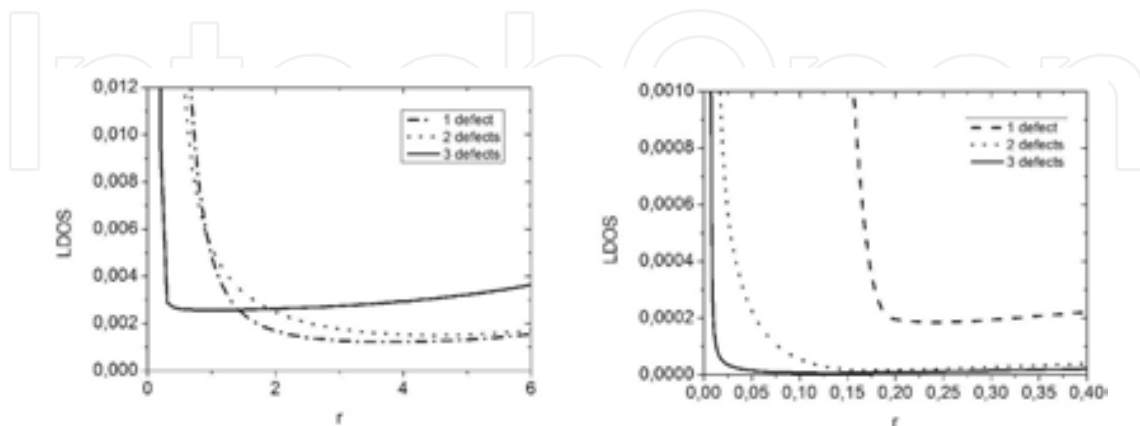 IntechOpen
0,012
0,010
0,008
0,006
0,004
0,002
0,000
LDOS
0 2 4 6
r
1 defect
2 defects
3 defects
0,0010
0,0008
0,0006
0,0004
0,0002
0,0000
LDOS
0,00 0,05 0,10 0,15 0,20 0,25 0,30 0,35 0,40
r
1 defect
2 defects
3 defects